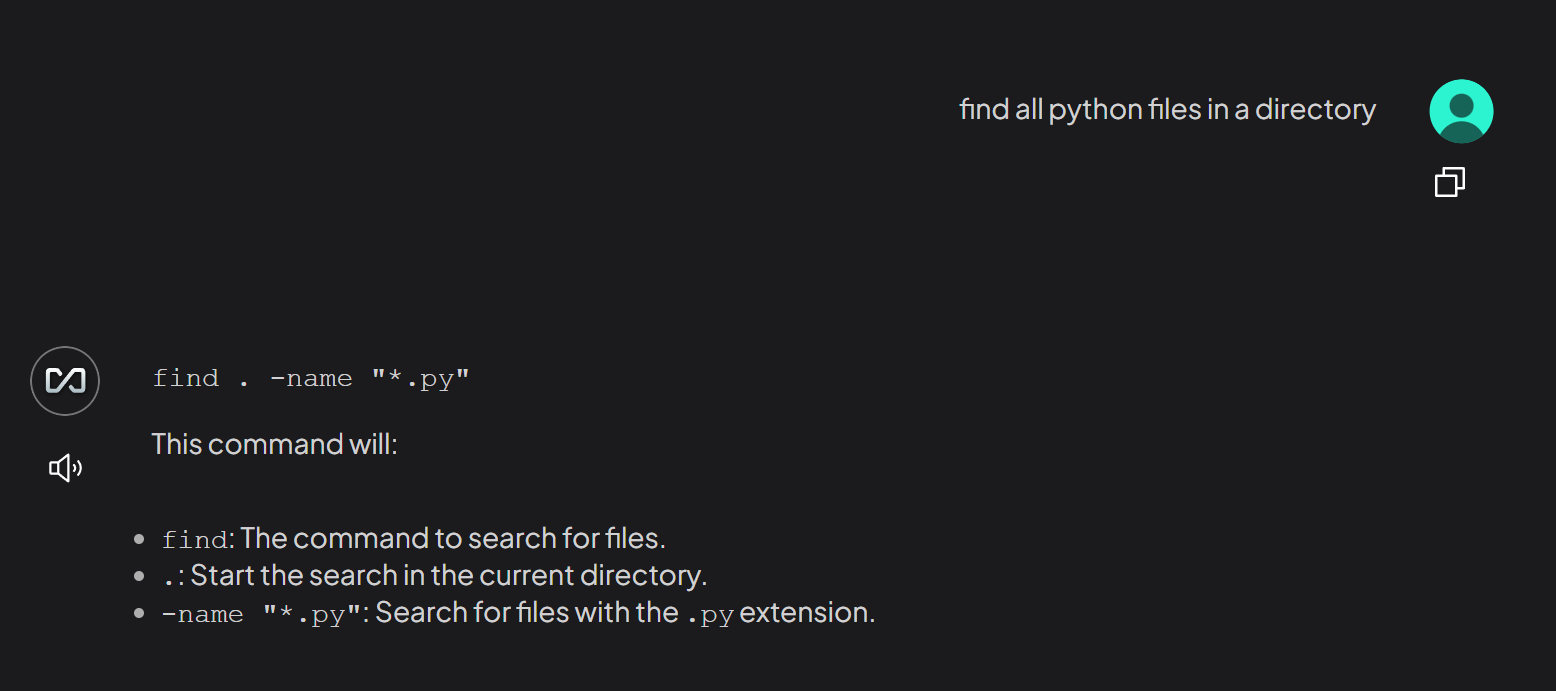 find all python files in a directory
find . -name "*.py"
This command will:
find: The command to search for files.
.: Start the search in the current directory.
-name "*.py": Search for files with the .py extension.